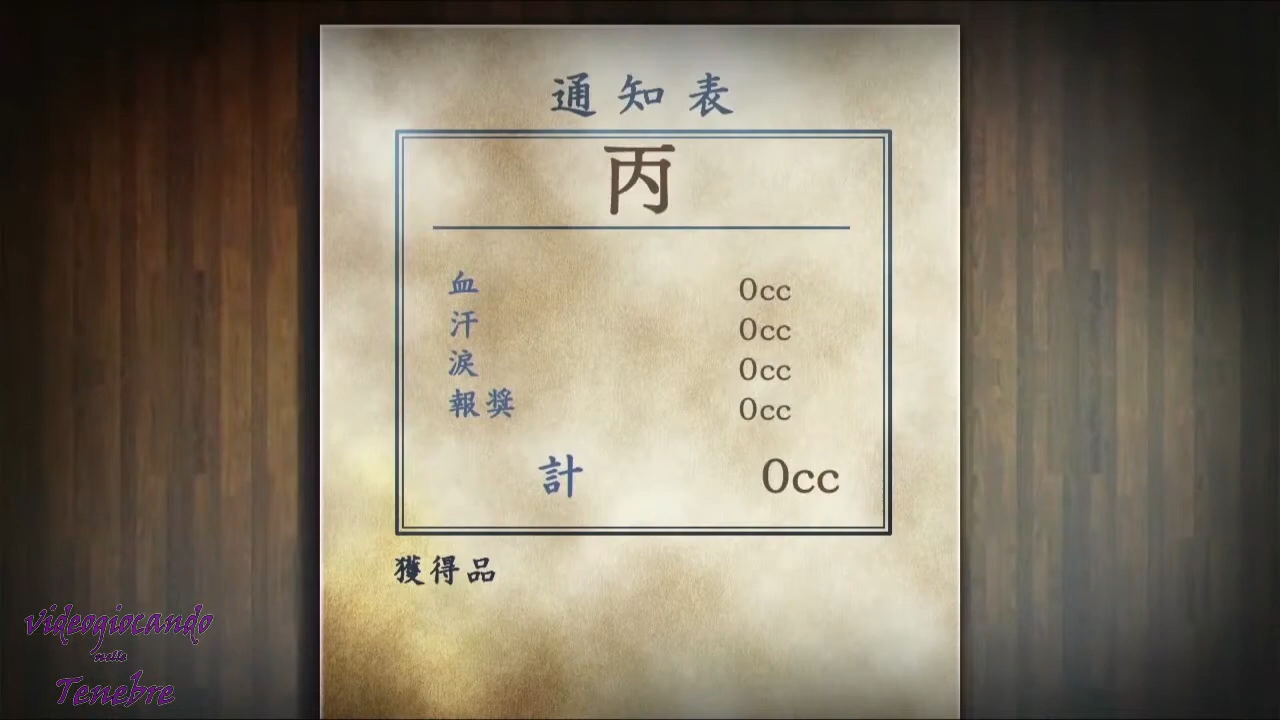 通知表
丙
血 0cc
汗 0cc
涙 0cc
報奨 0cc
計 0cc
獲得品
videogiocando
nelle
Tenebre